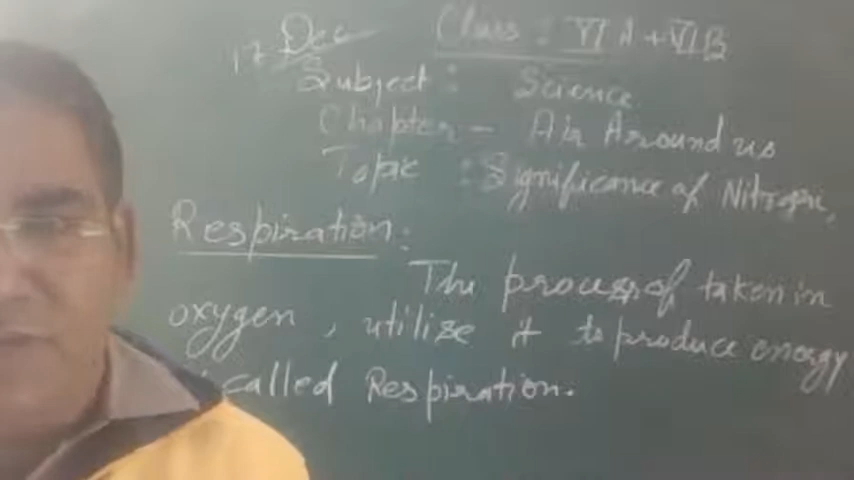 17 Dec Class : VI A + VI B
Subject : Science
Chapter - Air Around us
Topic : Significance of Nitrogen,
Respiration :
The process of taken in
oxygen, utilize it to produce energy
called Respiration.